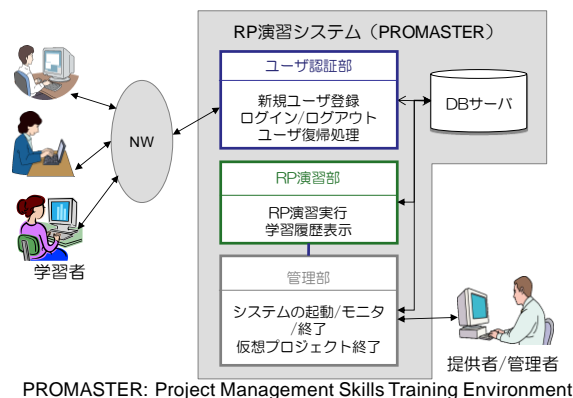 RP演習システム（PROMASTER）
ユーザ認証部
新規ユーザ登録
ログイン/ログアウト
ユーザ復帰処理
DBサーバ
NW
RP演習部
RP演習実行
学習履歴表示
学習者
管理部
システムの起動/モニタ
/終了
仮想プロジェクト終了
提供者/管理者
PROMASTER: Project Management Skills Training Environment